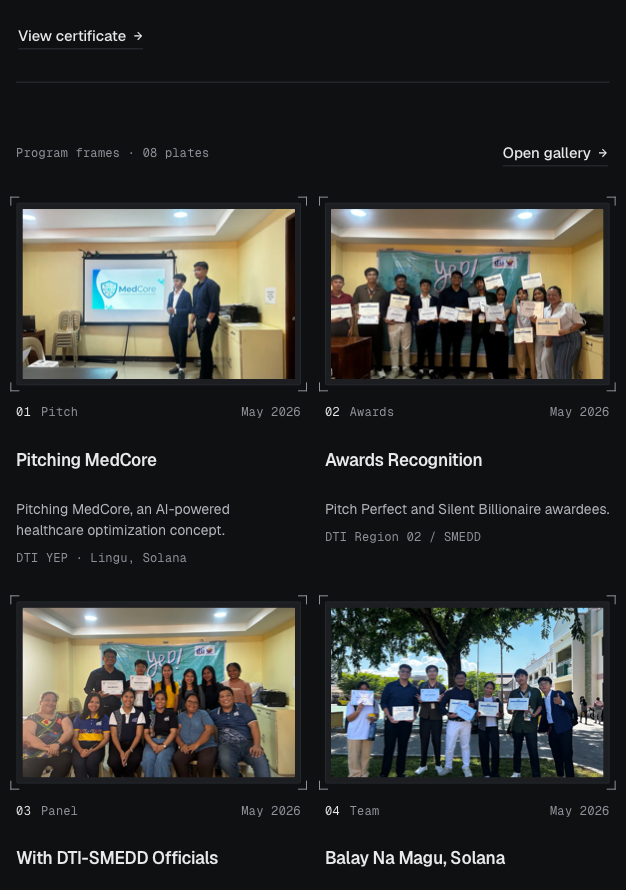 View certificate →
Program frames · 08 plates
Open gallery →
MedCore
yep!
dti
01 Pitch
May 2026
02 Awards
May 2026
Pitching MedCore
Awards Recognition
Pitching MedCore, an AI-powered
healthcare optimization concept.
DTI YEP · Lingu, Solana
Pitch Perfect and Silent Billionaire awardees.
DTI Region 02 / SMEDD
yep!
03 Panel
May 2026
04 Team
May 2026
With DTI-SMEDD Officials
Balay Na Magu, Solana